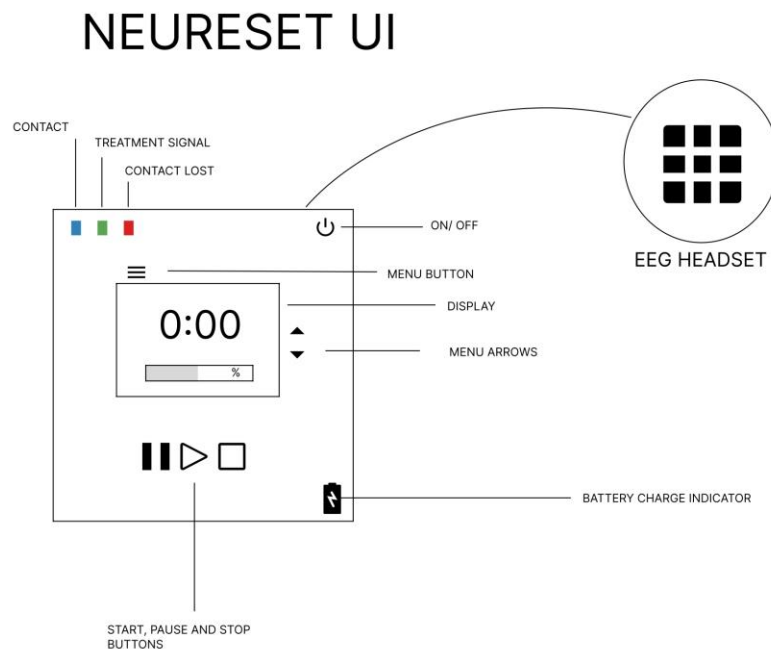 NEURESET UI
CONTACT
TREATMENT SIGNAL
CONTACT LOST
ON/ OFF
EEG HEADSET
MENU BUTTON
DISPLAY
0:00
MENU ARROWS
%
BATTERY CHARGE INDICATOR
START, PAUSE AND STOP
BUTTONS